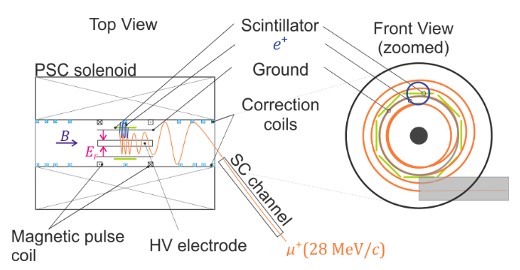 Top View
Scintillator
e⁺
Front View
(zoomed)
PSC solenoid
Ground
Correction
coils
B
E_f
SC channel
Magnetic pulse
coil
HV electrode
μ⁺(28 MeV/c)